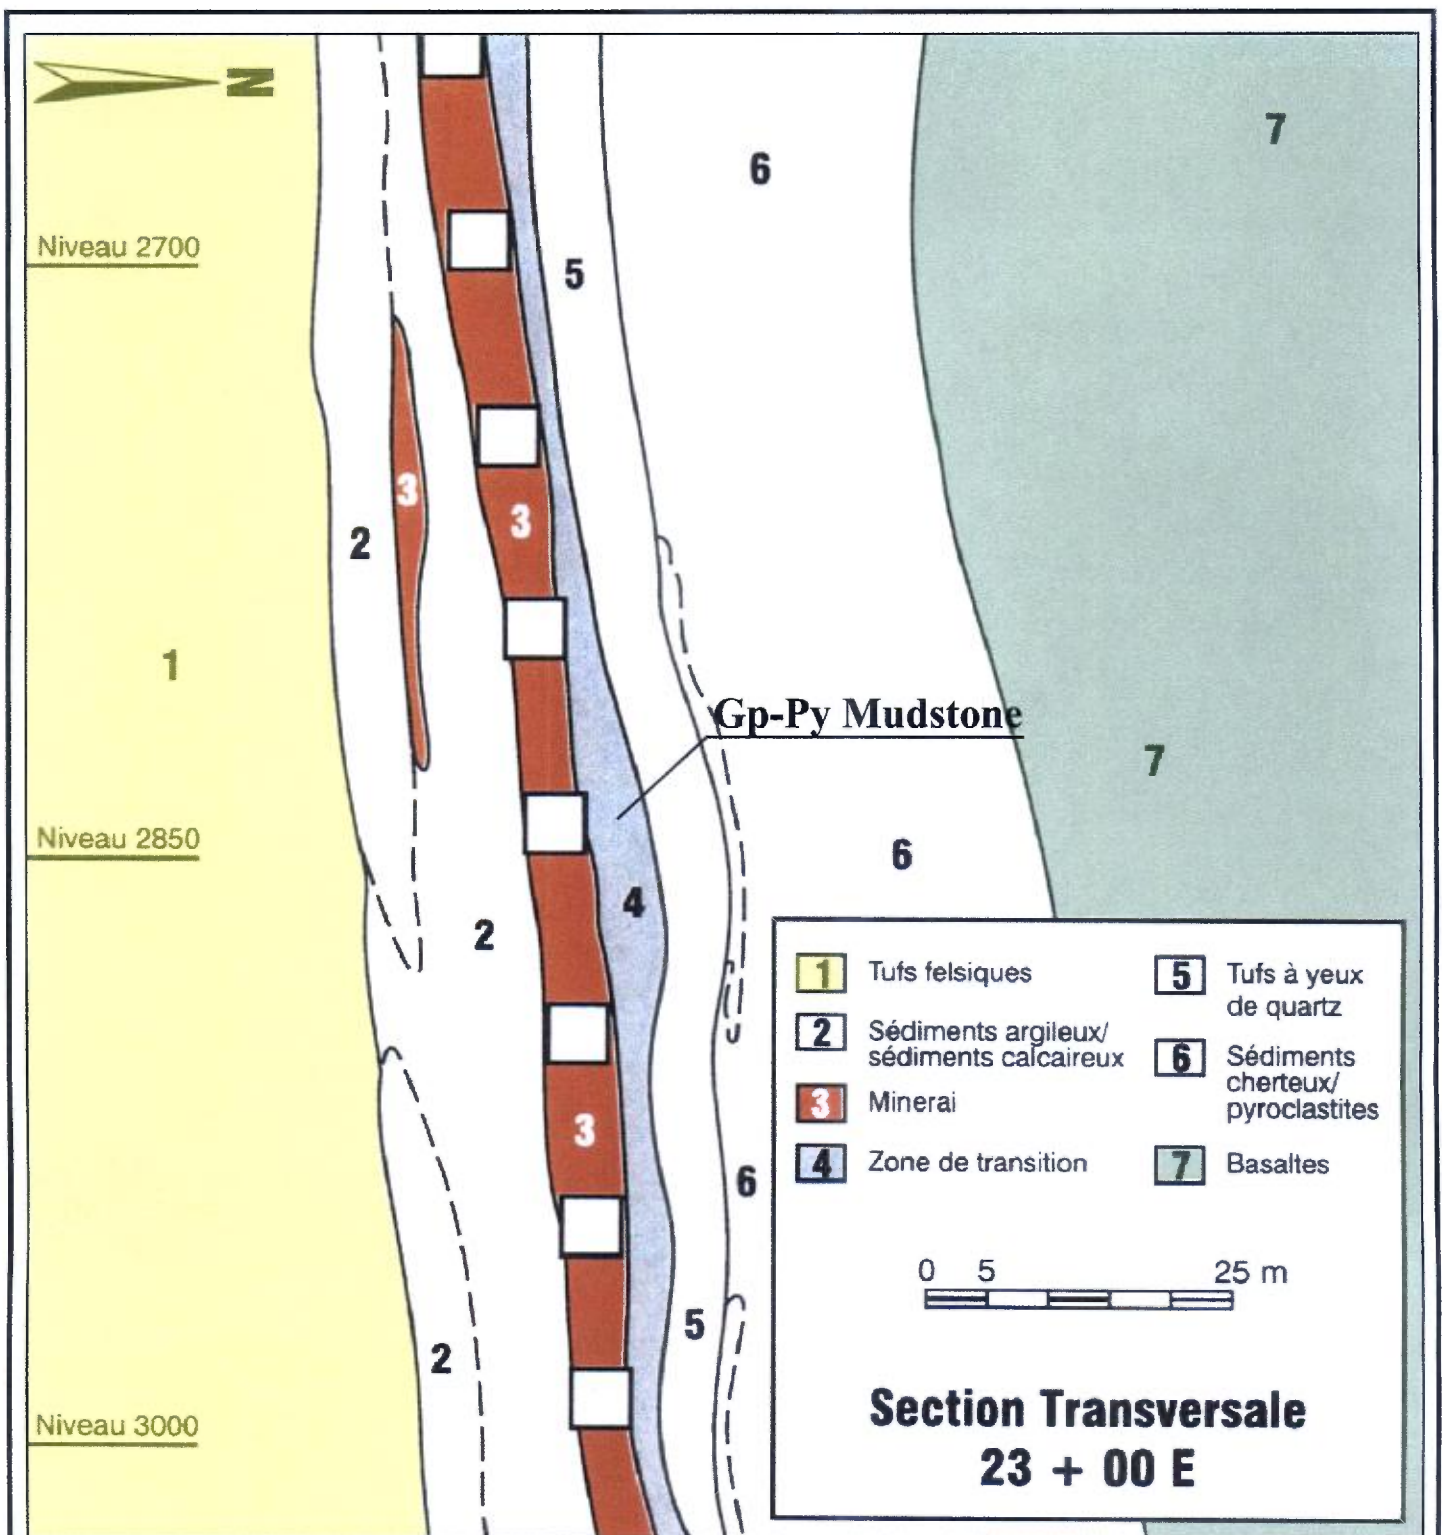 N
7
6
Niveau 2700
5
3
3
2
1
Gp-Py Mudstone
7
Niveau 2850
6
4
2
1 Tufs felsiques
2 Sédiments argileux/
sédiments calcaireux
3 Minerai
4 Zone de transition
5 Tufs à yeux
de quartz
6 Sédiments
cherteux/
pyroclastites
7 Basaltes
3
6
0 5 25 m
5
2
Niveau 3000
Section Transversale
23 + 00 E